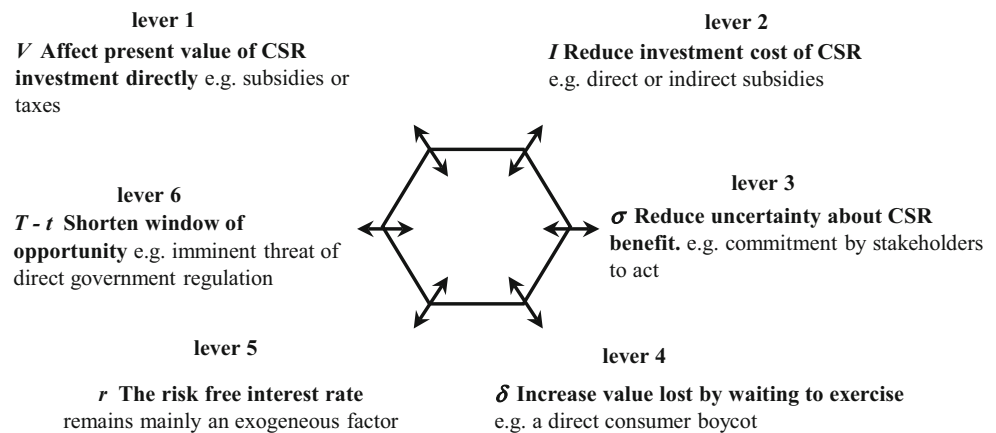 lever 1
V Affect present value of CSR
investment directly e.g. subsidies or
taxes
lever 2
I Reduce investment cost of CSR
e.g. direct or indirect subsidies
lever 3
σ Reduce uncertainty about CSR
benefit. e.g. commitment by stakeholders
to act
lever 6
T - t Shorten window of
opportunity e.g. imminent threat of
direct government regulation
lever 5
r The risk free interest rate
remains mainly an exogeneous factor
lever 4
δ Increase value lost by waiting to exercise
e.g. a direct consumer boycot